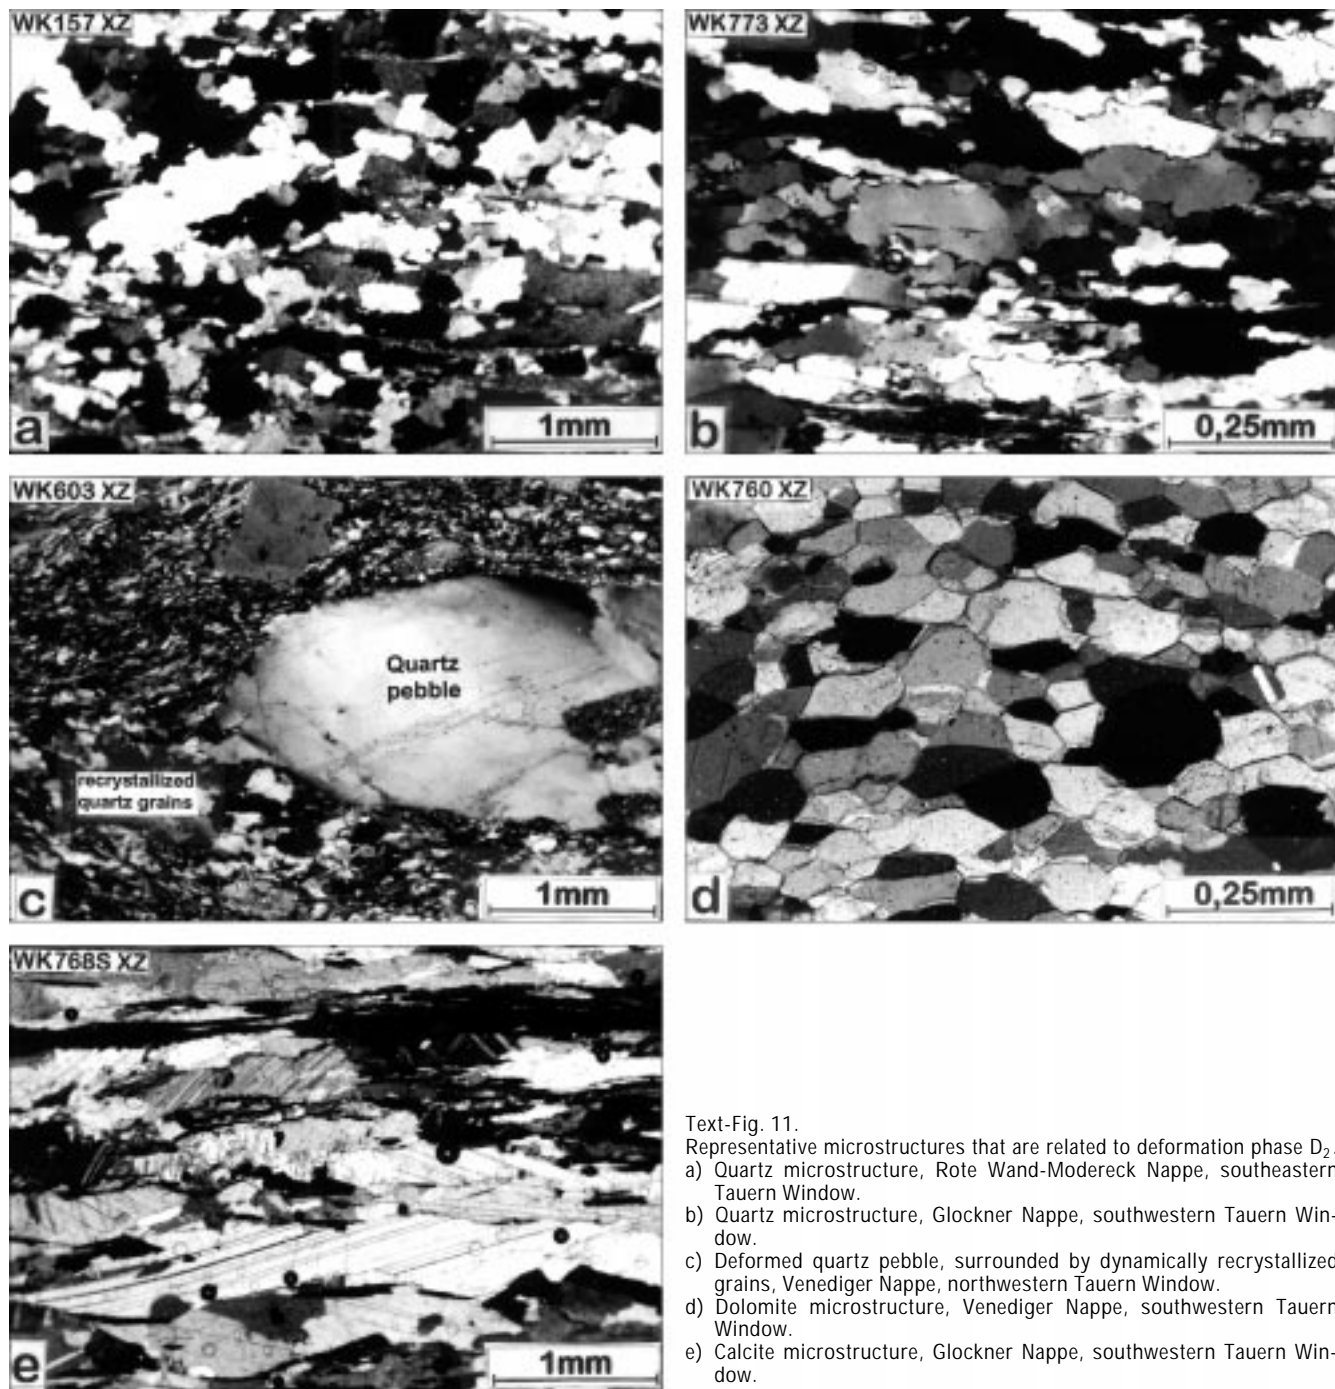 WK157 XZ
a
1mm
WK773 XZ
b
0,25mm
WK603 XZ
Quartz
pebble
recrystallized
quartz grains
c
1mm
WK760 XZ
d
0,25mm
WK768S XZ
e
1mm
Text-Fig. 11.
Representative microstructures that are related to deformation phase D₂.
a) Quartz microstructure, Rote Wand-Modereck Nappe, southeastern
Tauern Window.
b) Quartz microstructure, Glockner Nappe, southwestern Tauern Win-
dow.
c) Deformed quartz pebble, surrounded by dynamically recrystallized
grains, Venediger Nappe, northwestern Tauern Window.
d) Dolomite microstructure, Venediger Nappe, southwestern Tauern
Window.
e) Calcite microstructure, Glockner Nappe, southwestern Tauern Win-
dow.